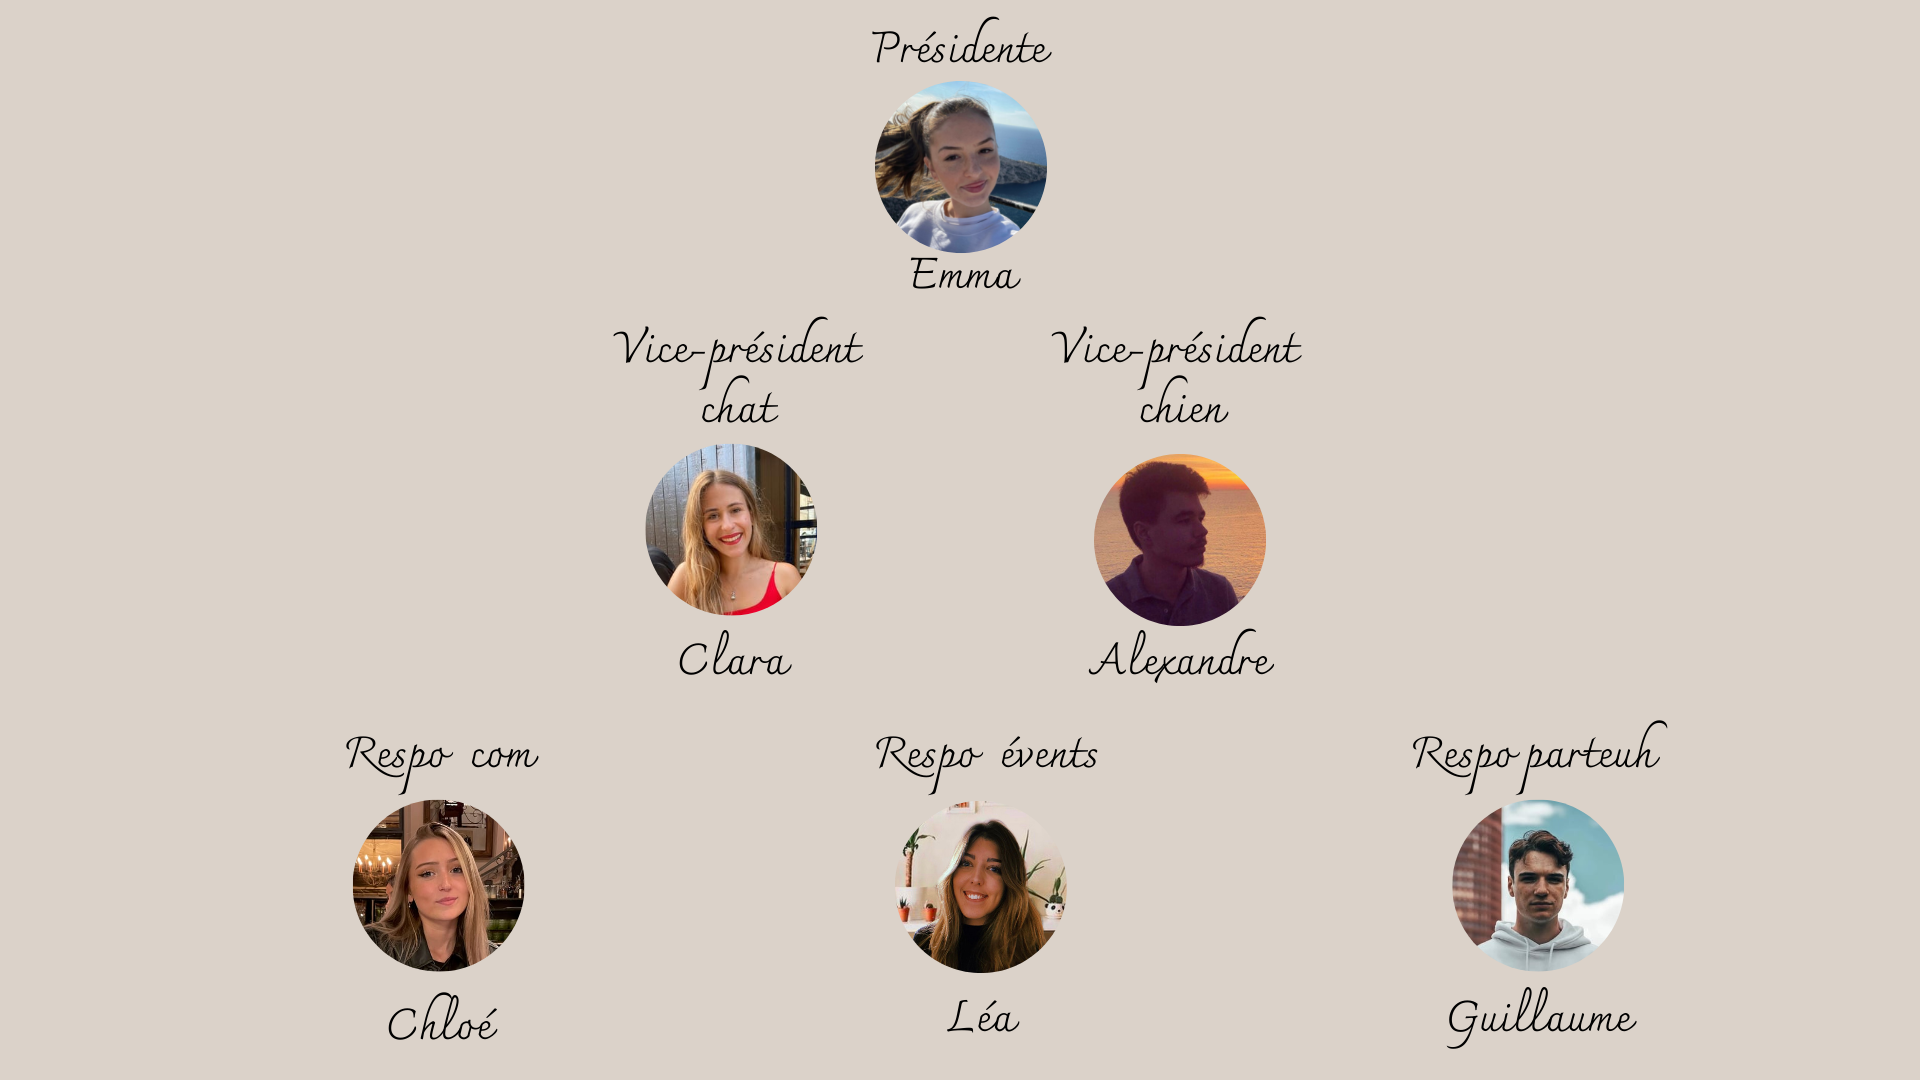 Présidente
Emma
Vice-président
chat
Vice-président
chien
Clara
Alexandre
Respo com
Respo évents
Respo parteuh
Chloé
Léa
Guillaume